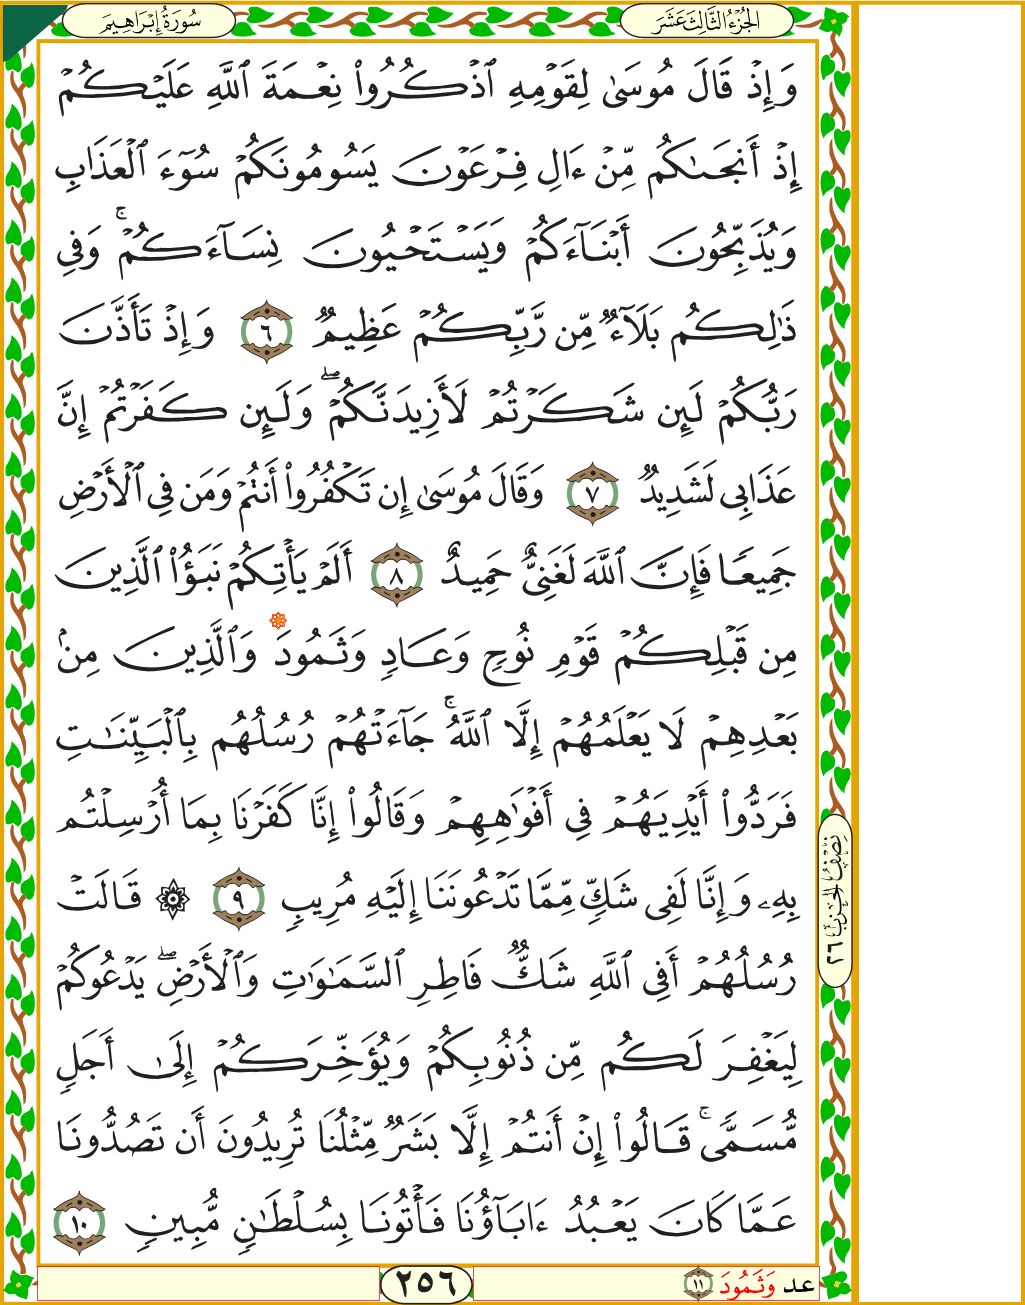 سُورَةُ إِبْرَاهِيمَ
الجُزْءُ الثَّالِثَ عَشَرَ
وَإِذْ قَالَ مُوسَىٰ لِقَوْمِهِ ٱذْكُرُوا۟ نِعْمَةَ ٱللَّهِ عَلَيْكُمْ
إِذْ أَنجَىٰكُم مِّنْ ءَالِ فِرْعَوْنَ يَسُومُونَكُمْ سُوٓءَ ٱلْعَذَابِ
وَيُذَبِّحُونَ أَبْنَآءَكُمْ وَيَسْتَحْيُونَ نِسَآءَكُمْ ۚ وَفِى
ذَٰلِكُم بَلَآءٌ مِّن رَّبِّكُمْ عَظِيمٌ ٦ وَإِذْ تَأَذَّنَ
رَبُّكُمْ لَئِن شَكَرْتُمْ لَأَزِيدَنَّكُمْ ۖ وَلَئِن كَفَرْتُمْ إِنَّ
عَذَابِى لَشَدِيدٌ ٧ وَقَالَ مُوسَىٰ إِن تَكْفُرُوٓا۟ أَنتُمْ وَمَن فِى ٱلْأَرْضِ
جَمِيعًا فَإِنَّ ٱللَّهَ لَغَنِىٌّ حَمِيدٌ ٨ أَلَمْ يَأْتِكُمْ نَبَؤُا۟ ٱلَّذِينَ
مِن قَبْلِكُمْ قَوْمِ نُوحٍ وَعَادٍ وَثَمُودَ ۛ وَٱلَّذِينَ مِنۢ
بَعْدِهِمْ ۛ لَا يَعْلَمُهُمْ إِلَّا ٱللَّهُ ۚ جَآءَتْهُمْ رُسُلُهُم بِٱلْبَيِّنَـٰتِ
فَرَدُّوٓا۟ أَيْدِيَهُمْ فِىٓ أَفْوَٰهِهِمْ وَقَالُوٓا۟ إِنَّا كَفَرْنَا بِمَآ أُرْسِلْتُم
بِهِۦ وَإِنَّا لَفِى شَكٍّ مِّمَّا تَدْعُونَنَآ إِلَيْهِ مُرِيبٍ ٩ ۞ قَالَتْ
رُسُلُهُمْ أَفِى ٱللَّهِ شَكٌّ فَاطِرِ ٱلسَّمَـٰوَٰتِ وَٱلْأَرْضِ ۖ يَدْعُوكُمْ
لِيَغْفِرَ لَكُم مِّن ذُنُوبِكُمْ وَيُؤَخِّرَكُمْ إِلَىٰٓ أَجَلٍ
مُّسَمًّى ۚ قَالُوٓا۟ إِنْ أَنتُمْ إِلَّا بَشَرٌ مِّثْلُنَا تُرِيدُونَ أَن تَصُدُّونَا
عَمَّا كَانَ يَعْبُدُ ءَابَآؤُنَا فَأْتُونَا بِسُلْطَـٰنٍ مُّبِينٍ ١٠
نِصْفُ الحِزْبِ ٢٦
٢٥٦
عد وَثَمُودَ ١١